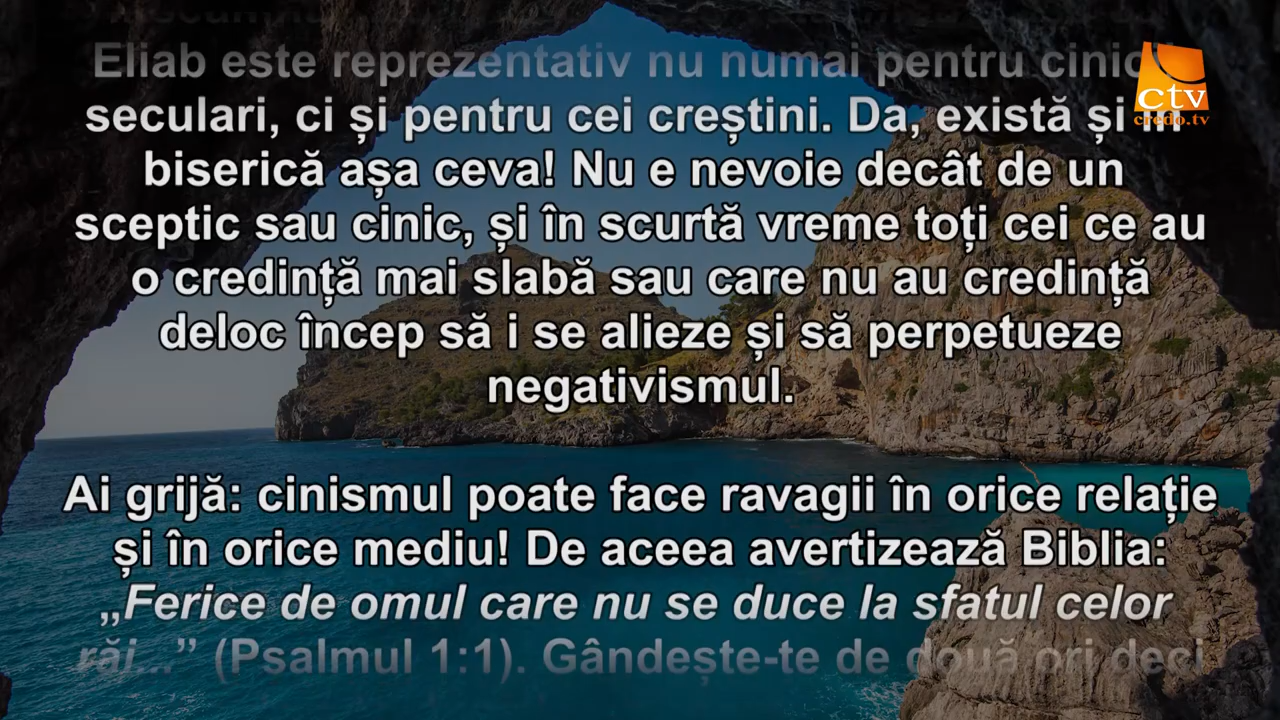 Eliab este reprezentativ nu numai pentru cinicii
seculari, ci și pentru cei creștini. Da, există și în
biserică așa ceva! Nu e nevoie decât de un
sceptic sau cinic, și în scurtă vreme toți cei ce au
o credință mai slabă sau care nu au credință
deloc încep să i se alieze și să perpetueze
negativismul.
Ai grijă: cinismul poate face ravagii în orice relație
și în orice mediu! De aceea avertizează Biblia:
„Ferice de omul care nu se duce la sfatul celor
răi...” (Psalmul 1:1). Gândește-te de două ori deci
ctv
credo.tv